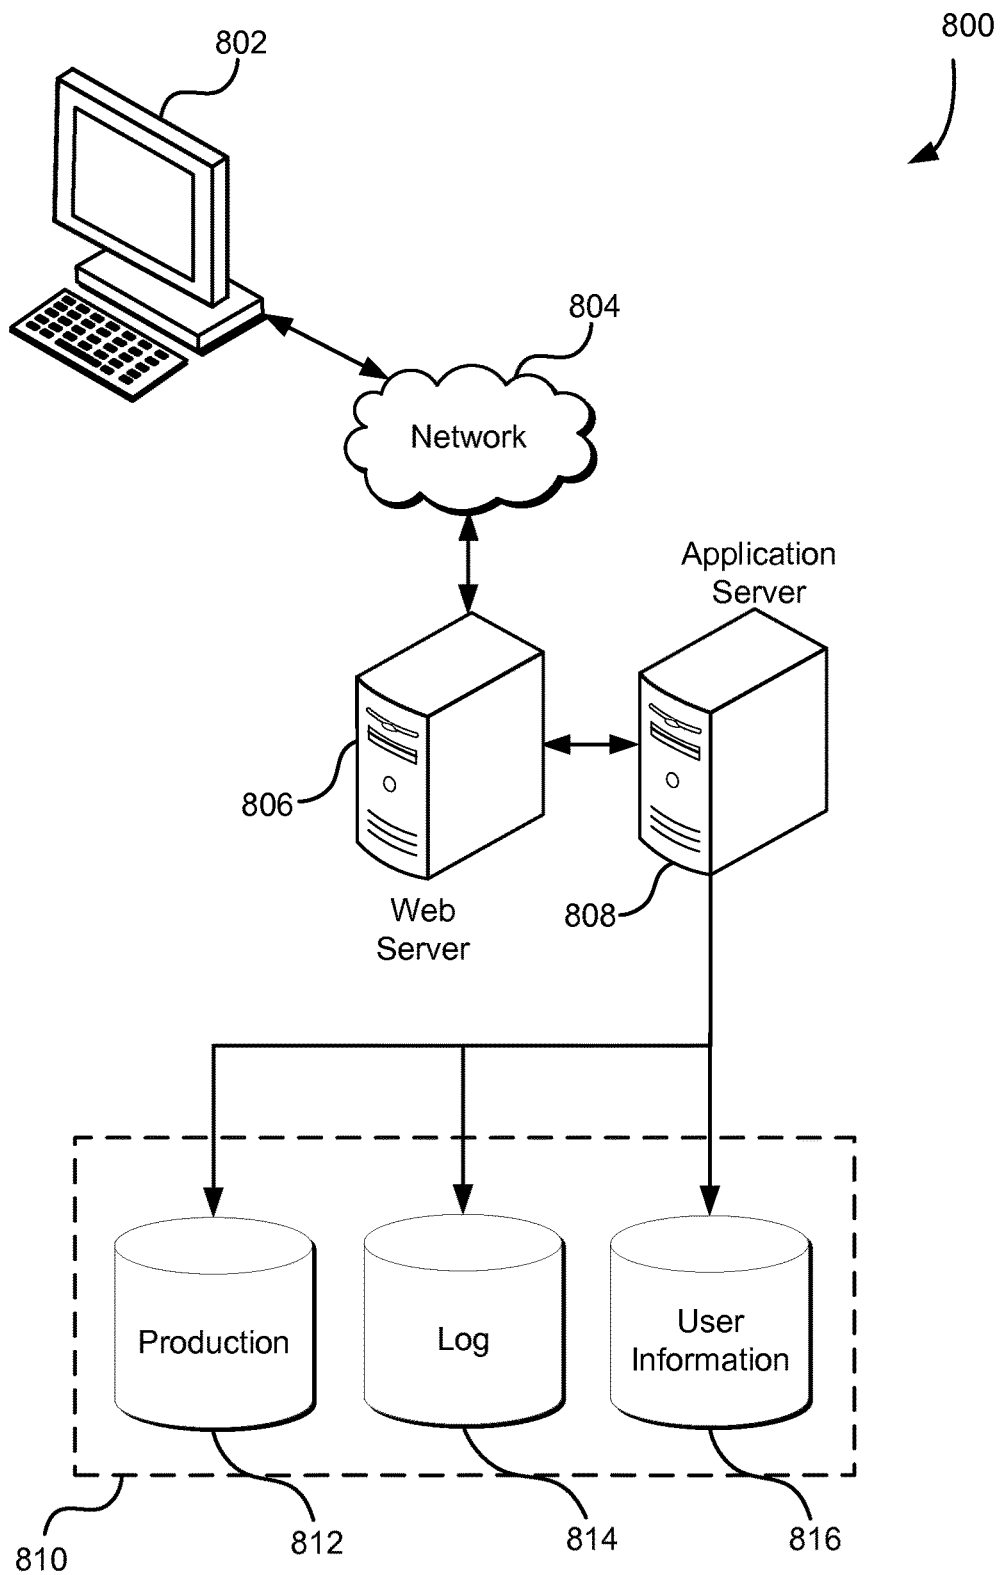 800
802
804
Network
Application
Server
806
808
Web
Server
Production
Log
User
Information
810
812
814
816